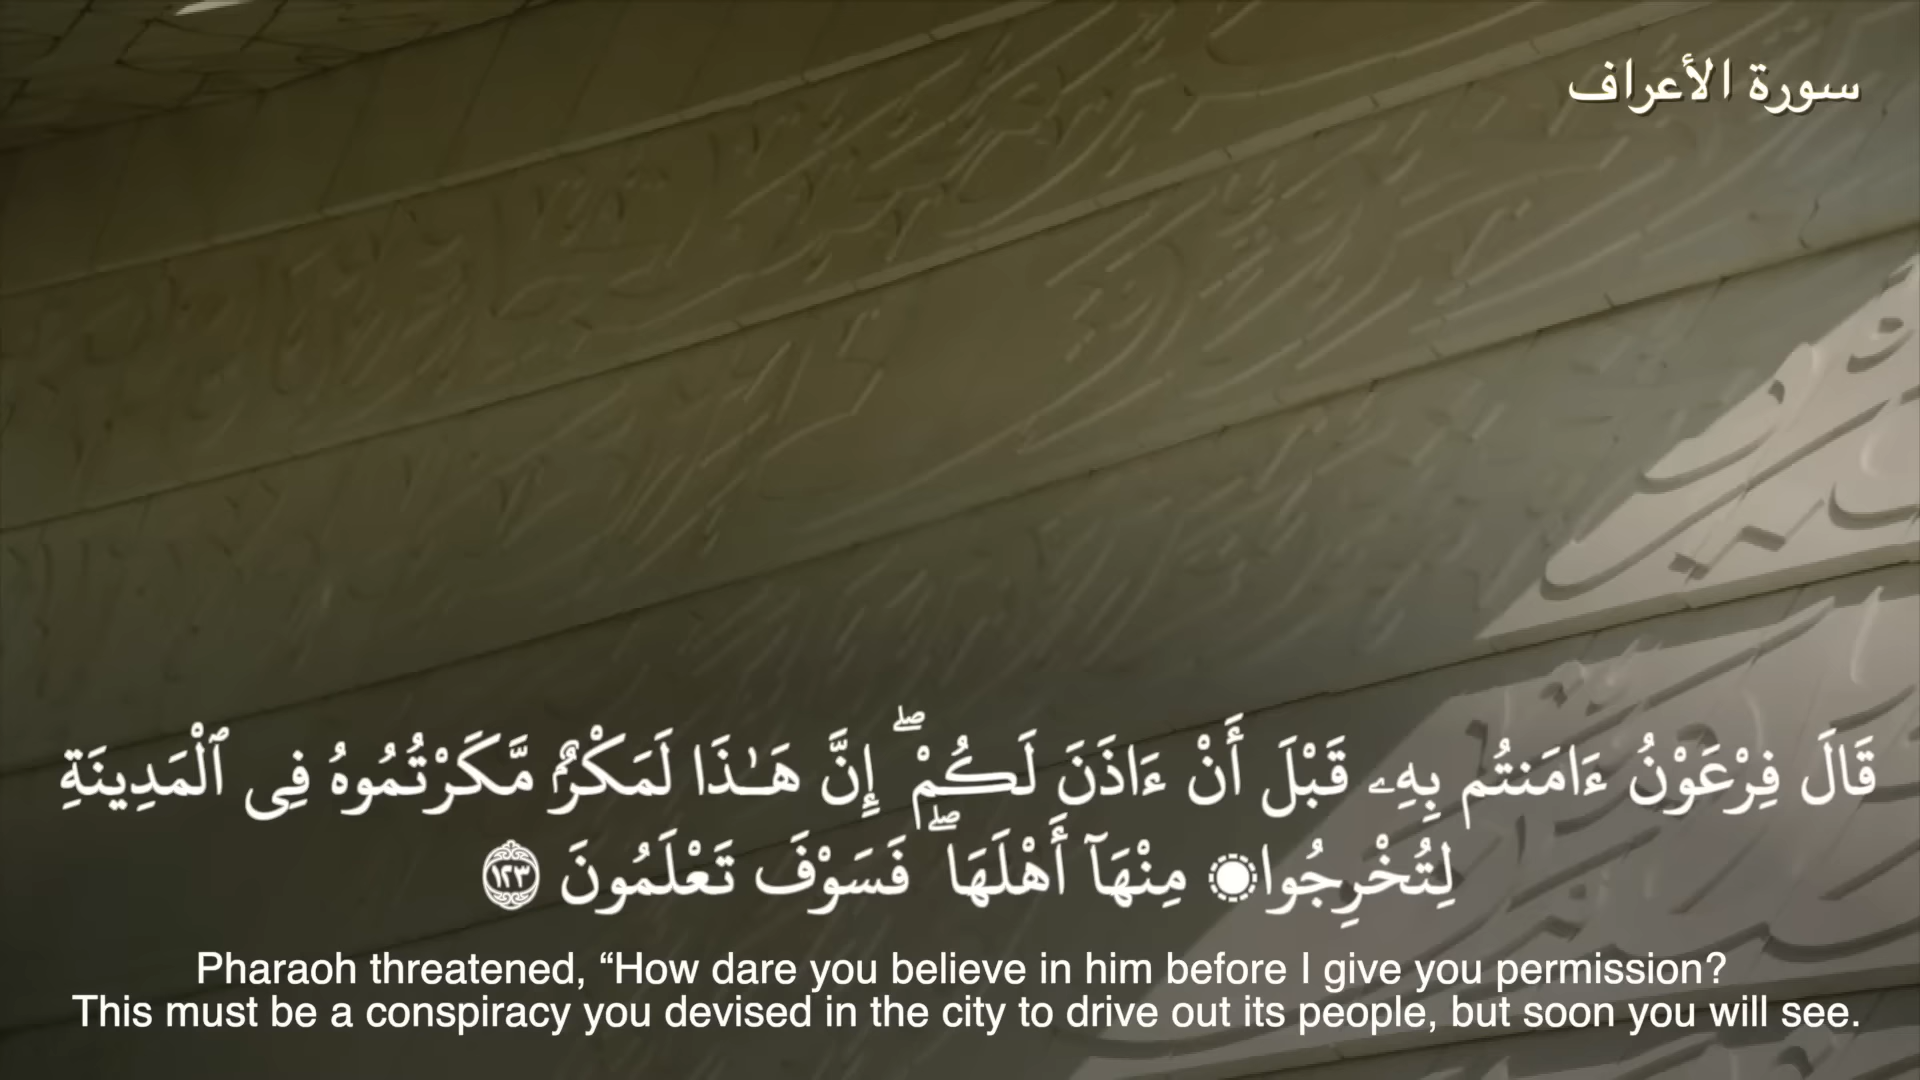 سورة الأعراف
قَالَ فِرْعَوْنُ ءَامَنتُم بِهِۦ قَبْلَ أَنْ ءَاذَنَ لَكُمْ ۖ إِنَّ هَـٰذَا لَمَكْرٌۭ مَّكَرْتُمُوهُ فِى ٱلْمَدِينَةِ
لِتُخْرِجُوا۟ مِنْهَآ أَهْلَهَا ۖ فَسَوْفَ تَعْلَمُونَ ١٢٣
Pharaoh threatened, “How dare you believe in him before I give you permission?
This must be a conspiracy you devised in the city to drive out its people, but soon you will see.